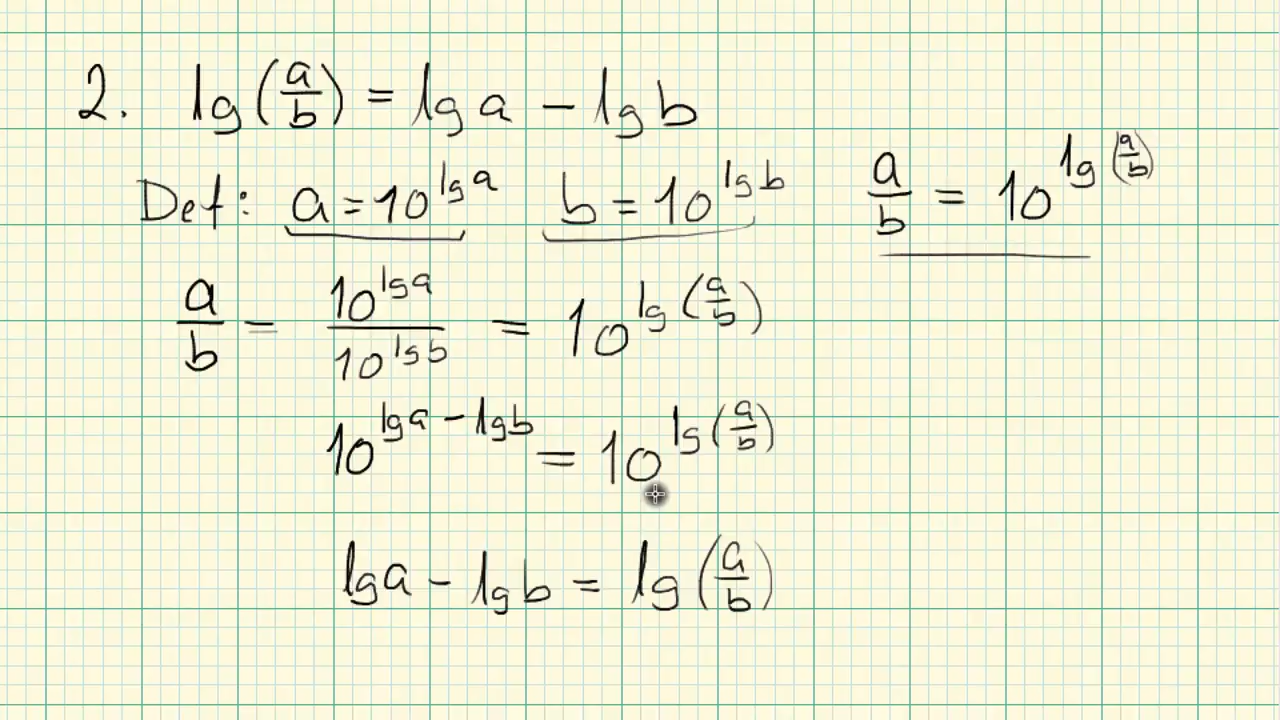 2. lg(a/b) = lg a - lg b
Def: a = 10^{lg a} b = 10^{lg b} a/b = 10^{lg(a/b)}
a/b = 10^{lg a}/10^{lg b} = 10^{lg(a/b)}
10^{lg a - lg b} = 10^{lg(a/b)}
lg a - lg b = lg(a/b)